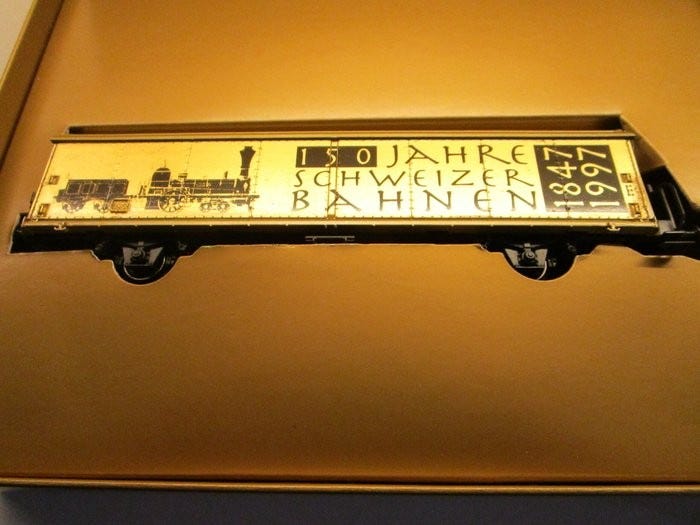 150 JAHRE
SCHWEIZER
BAHNEN
1847
1997